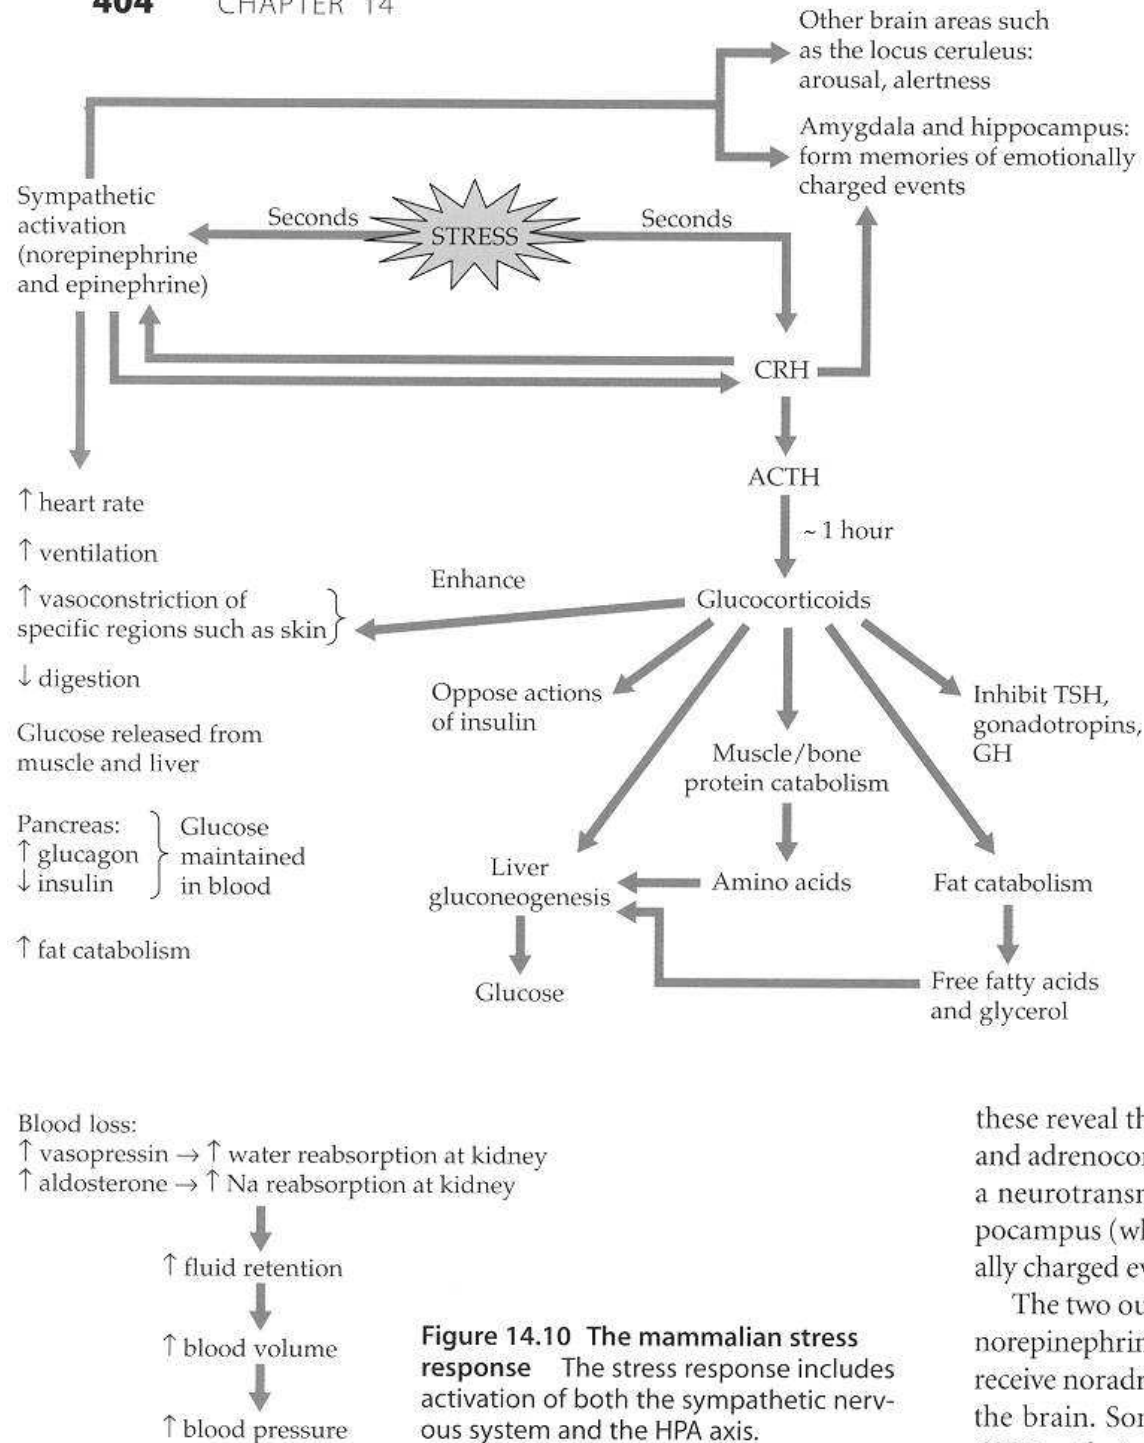 404 CHAPTER 14
Other brain areas such
as the locus ceruleus:
arousal, alertness
Amygdala and hippocampus:
form memories of emotionally
charged events
Sympathetic
activation
(norepinephrine
and epinephrine)
Seconds
STRESS
Seconds
CRH
ACTH
~ 1 hour
Glucocorticoids
Enhance
↑ heart rate
↑ ventilation
↑ vasoconstriction of
specific regions such as skin
↓ digestion
Glucose released from
muscle and liver
Pancreas:
↑ glucagon
↓ insulin
Glucose
maintained
in blood
↑ fat catabolism
Oppose actions
of insulin
Muscle/bone
protein catabolism
Inhibit TSH,
gonadotropins,
GH
Liver
gluconeogenesis
Amino acids
Fat catabolism
Glucose
Free fatty acids
and glycerol
Blood loss:
↑ vasopressin → ↑ water reabsorption at kidney
↑ aldosterone → ↑ Na reabsorption at kidney
↑ fluid retention
↑ blood volume
↑ blood pressure
Figure 14.10 The mammalian stress
response The stress response includes
activation of both the sympathetic nerv-
ous system and the HPA axis.
these reveal th
and adrenocor
a neurotransn
pocampus (wl
ally charged ev
The two ou
norepinephrin
receive noradr
the brain. Sor